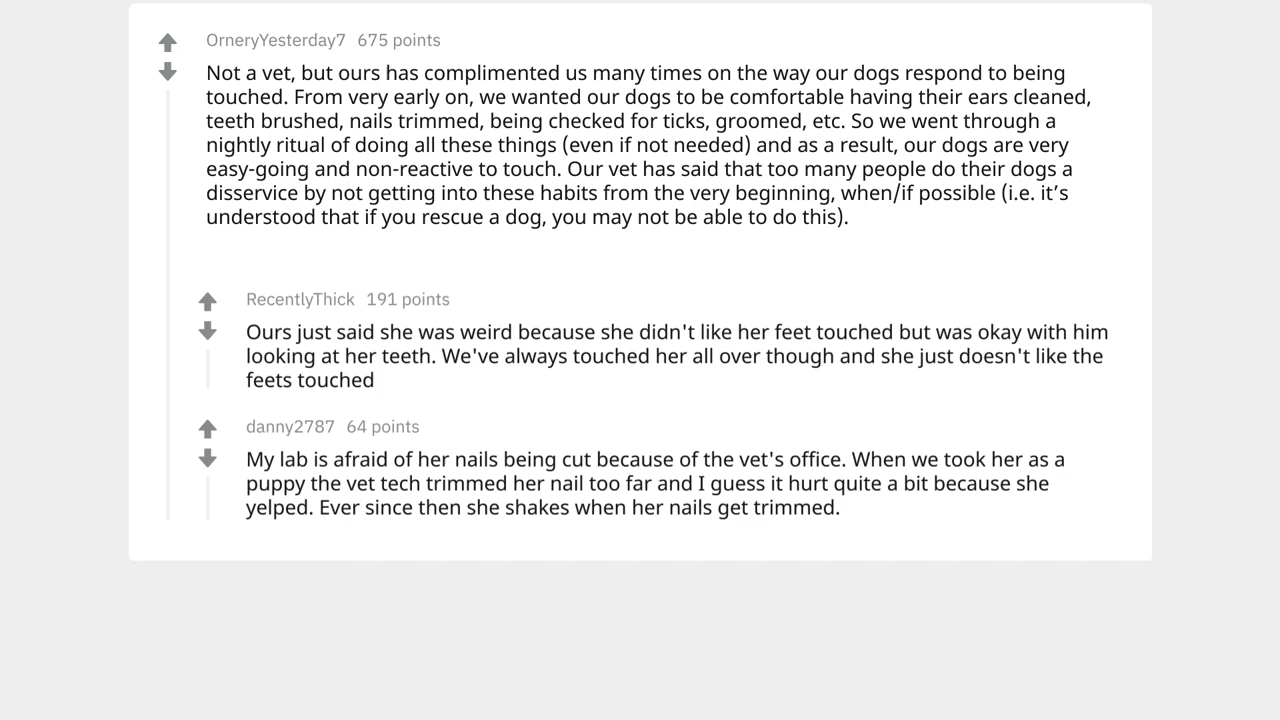 OrneryYesterday7 675 points
Not a vet, but ours has complimented us many times on the way our dogs respond to being
touched. From very early on, we wanted our dogs to be comfortable having their ears cleaned,
teeth brushed, nails trimmed, being checked for ticks, groomed, etc. So we went through a
nightly ritual of doing all these things (even if not needed) and as a result, our dogs are very
easy-going and non-reactive to touch. Our vet has said that too many people do their dogs a
disservice by not getting into these habits from the very beginning, when/if possible (i.e. it’s
understood that if you rescue a dog, you may not be able to do this).
RecentlyThick 191 points
Ours just said she was weird because she didn't like her feet touched but was okay with him
looking at her teeth. We've always touched her all over though and she just doesn't like the
feets touched
danny2787 64 points
My lab is afraid of her nails being cut because of the vet's office. When we took her as a
puppy the vet tech trimmed her nail too far and I guess it hurt quite a bit because she
yelped. Ever since then she shakes when her nails get trimmed.